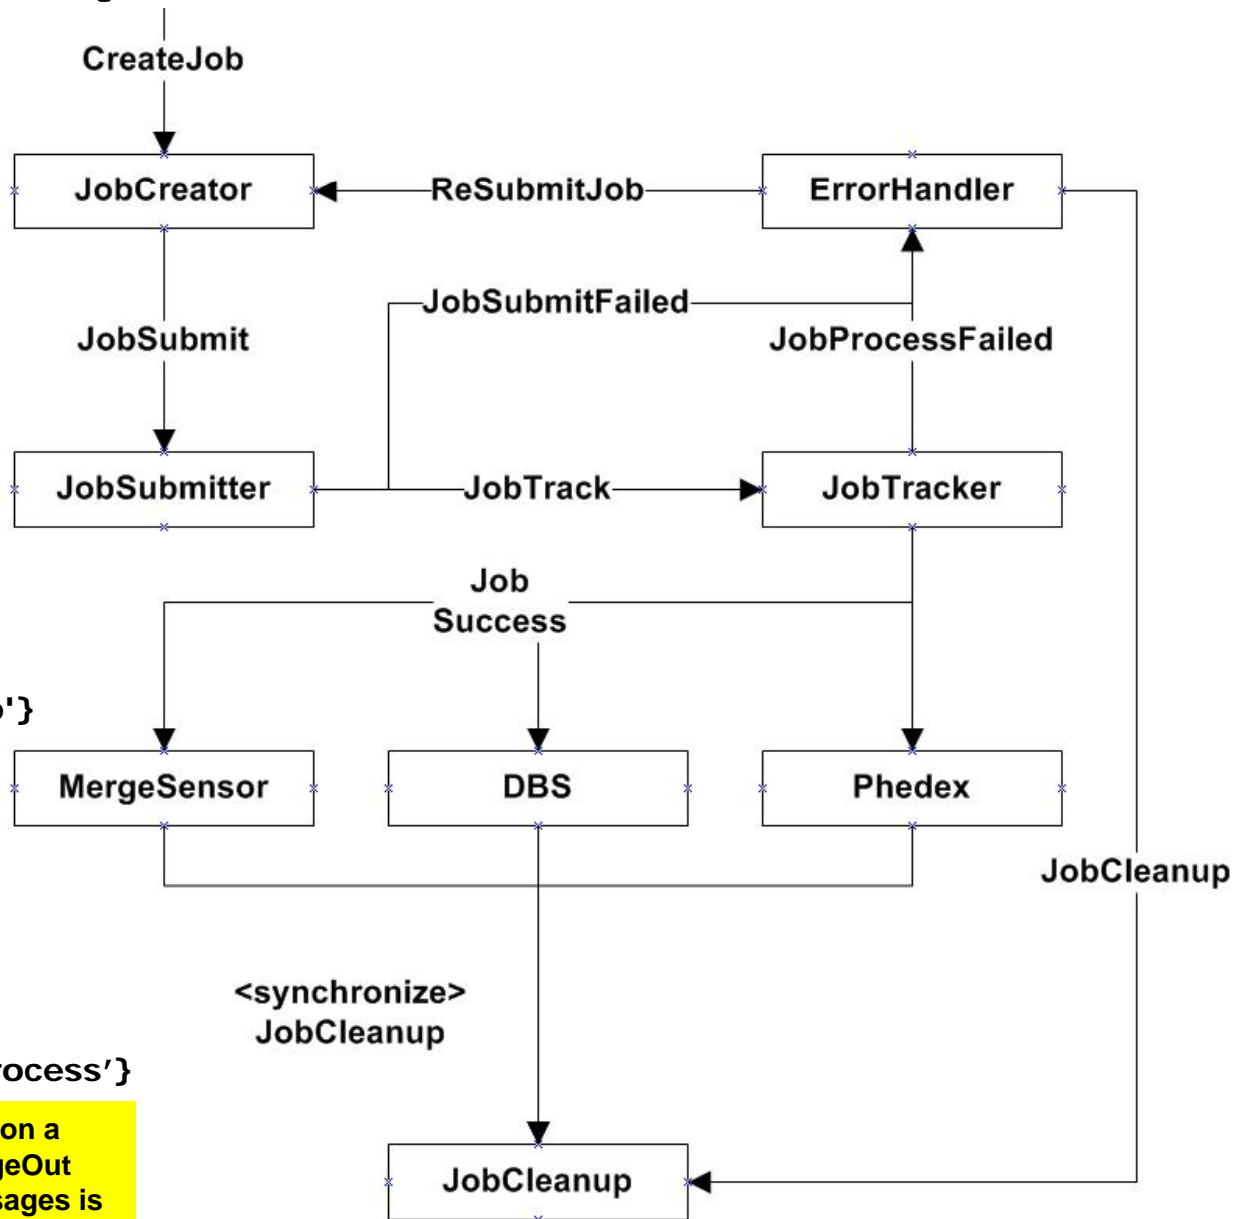 CreateJob
JobCreator
ReSubmitJob
ErrorHandler
JobSubmitFailed
JobSubmit
JobProcessFailed
JobSubmitter
JobTrack
JobTracker
Job
Success
'}
MergeSensor
DBS
Phedex
JobCleanup
<synchronize>
JobCleanup
rocess’}
on a
geOut
sages is
JobCleanup